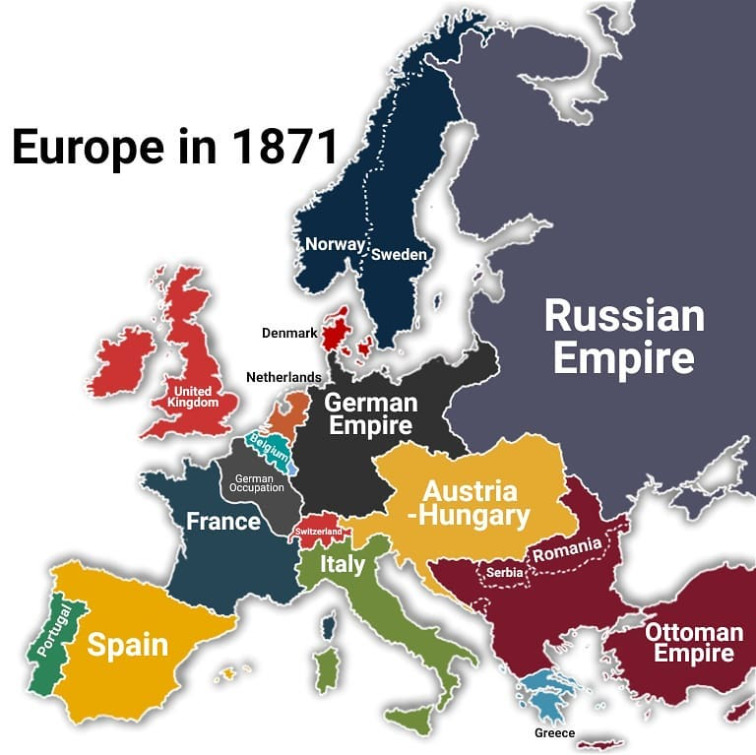 Europe in 1871
Norway
Sweden
Russian
Empire
Denmark
Netherlands
United
Kingdom
German
Empire
Belgium
German
Occupation
Austria
-Hungary
France
Switzerland
Italy
Romania
Serbia
Portugal
Spain
Ottoman
Empire
Greece